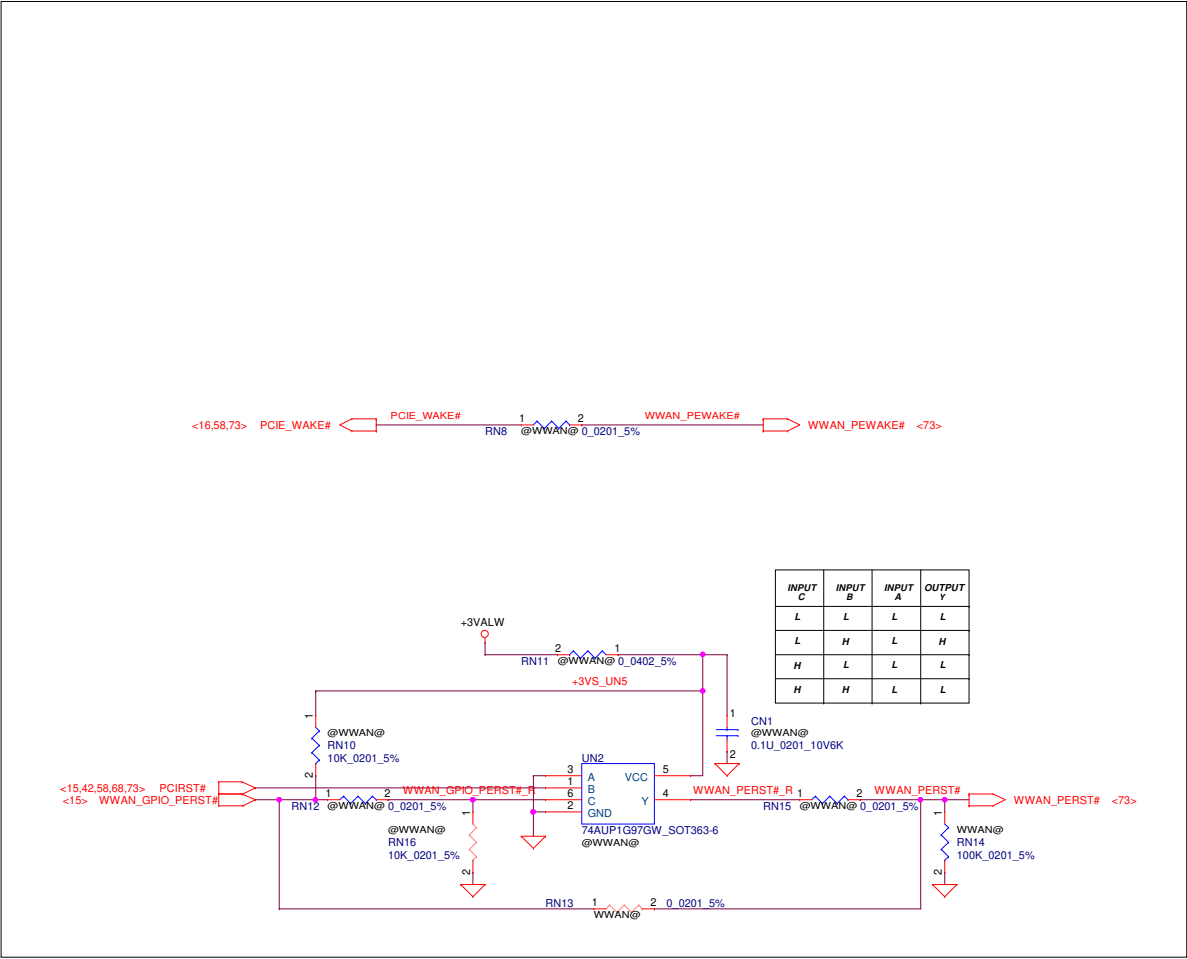 PCIE_WAKE# WWAN_PEWAKE#
<16,58,73> PCIE_WAKE# 1 2 WWAN_PEWAKE# <73>
RN8 @WWAN@ 0_0201_5%
INPUT C INPUT B INPUT A OUTPUT Y
L L L L
L H L H
H L L L
H H L L
+3VALW
2 1
RN11 @WWAN@ 0_0402_5%
+3VS_UN5
1
@WWAN@
RN10
10K_0201_5%
2
1
CN1
@WWAN@
0.1U_0201_10V6K
2
UN2
3 A VCC 5
1 B
6 C Y 4
2 GND
74AUP1G97GW_SOT363-6
@WWAN@
<15,42,58,68,73> PCIRST#
<15> WWAN_GPIO_PERST#
1 2 WWAN_GPIO_PERST#_R
RN12 @WWAN@ 0_0201_5%
WWAN_PERST#_R 1 2 WWAN_PERST#
RN15 @WWAN@ 0_0201_5%
WWAN_PERST# <73>
1
@WWAN@
RN16
10K_0201_5%
2
1
WWAN@
RN14
100K_0201_5%
2
RN13 1 2 0_0201_5%
WWAN@